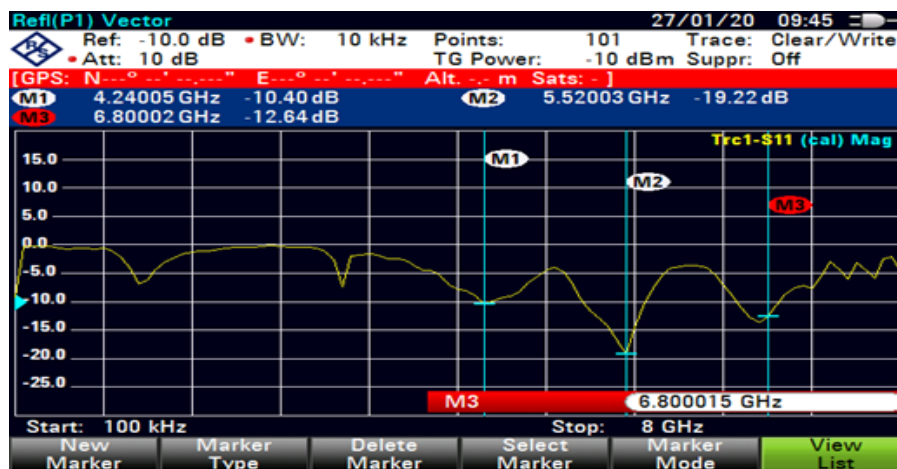 Refl(P1) Vector 27/01/20 09:45
R&S Ref: -10.0 dB • BW: 10 kHz Points: 101 Trace: Clear/Write
• Att: 10 dB TG Power: -10 dBm Suppr: Off
[GPS: N---° --' --.---" E---° --' --.---" Alt. -.- m Sats: - ]
M1 4.24005 GHz -10.40 dB M2 5.52003 GHz -19.22 dB
M3 6.80002 GHz -12.64 dB
Trc1-S11 (cal) Mag
15.0 M1
10.0 M2
5.0 M3
0.0
-5.0
-10.0
-15.0
-20.0
-25.0
M3 6.800015 GHz
Start: 100 kHz Stop: 8 GHz
New Marker Delete Select Marker View
Marker Type Marker Marker Mode List